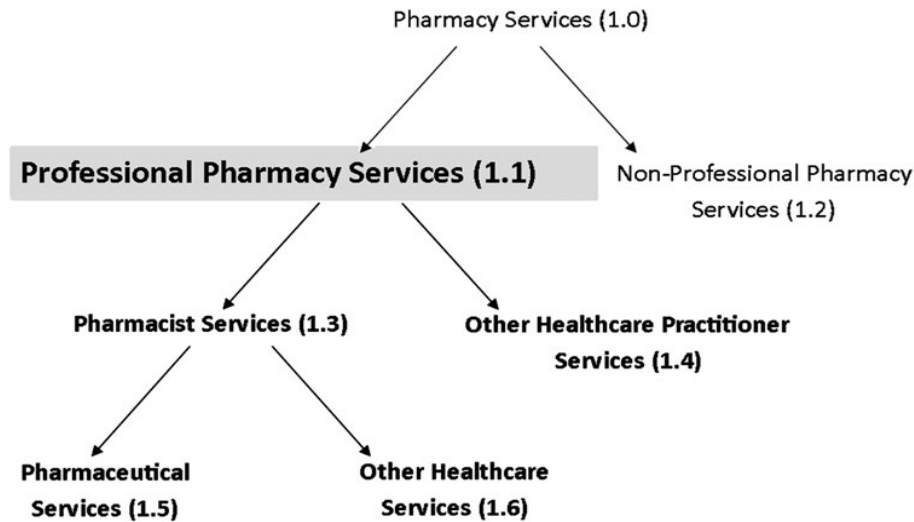 Pharmacy Services (1.0)
Professional Pharmacy Services (1.1)
Non-Professional Pharmacy
Services (1.2)
Pharmacist Services (1.3)
Other Healthcare Practitioner
Services (1.4)
Pharmaceutical
Services (1.5)
Other Healthcare
Services (1.6)